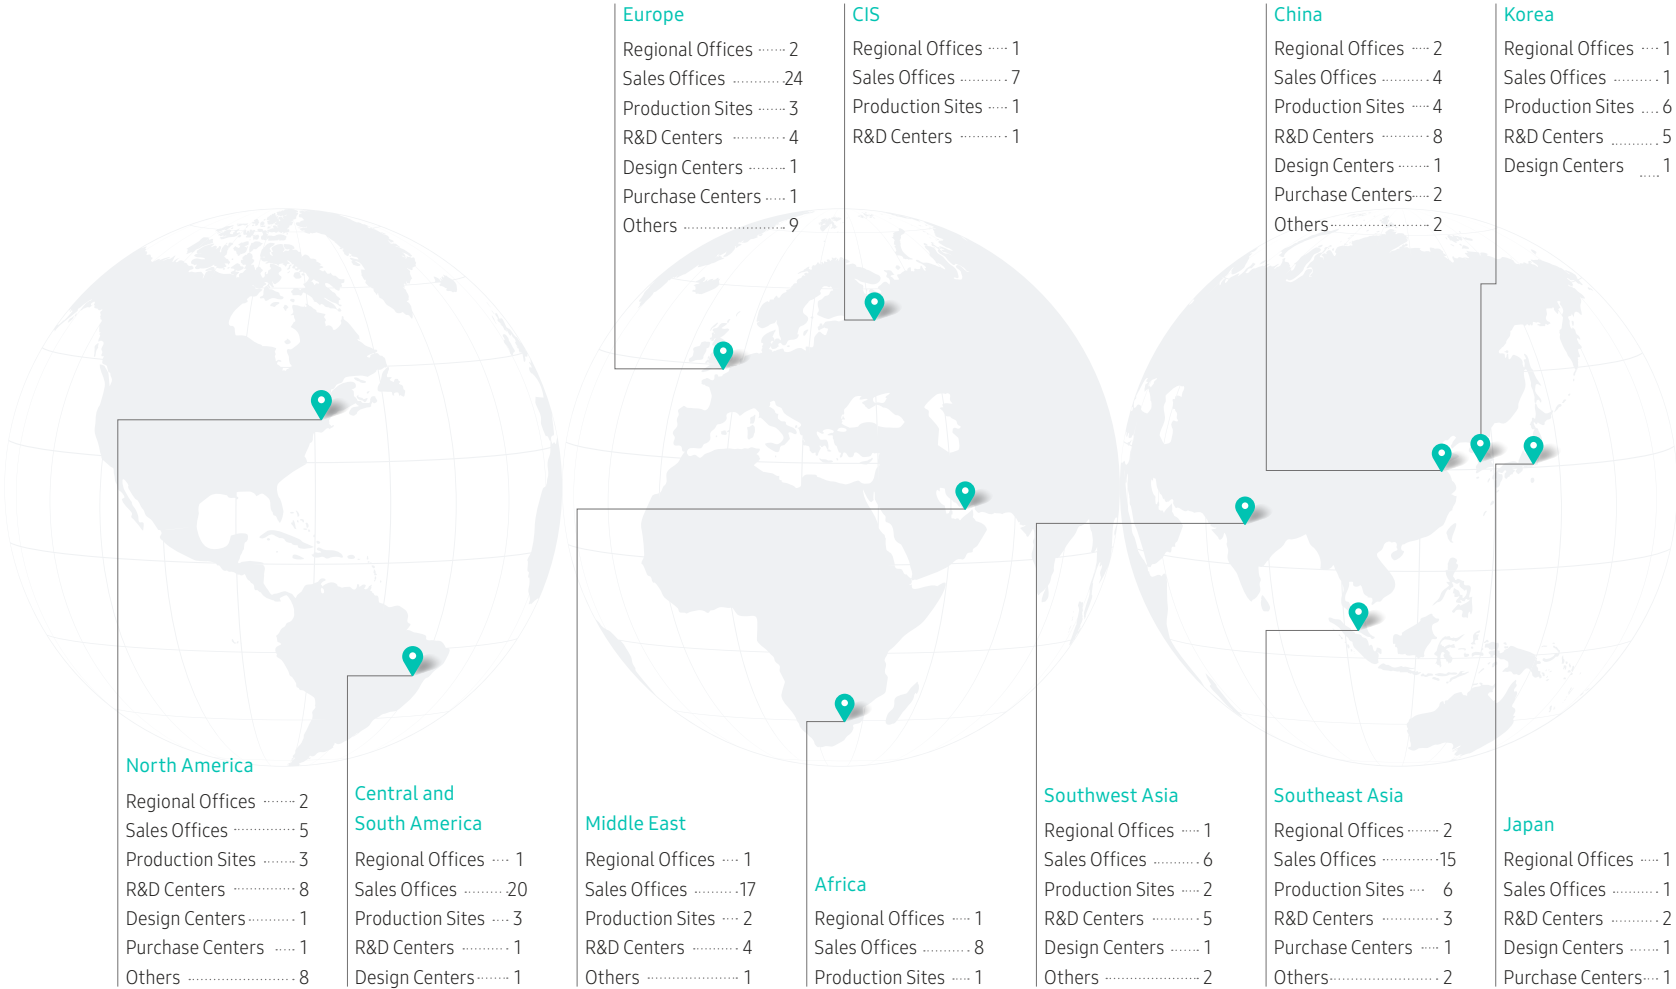 Europe
Regional Offices 2
Sales Offices 24
Production Sites 3
R&D Centers 4
Design Centers 1
Purchase Centers 1
Others 9
CIS
Regional Offices 1
Sales Offices 7
Production Sites 1
R&D Centers 1
China
Regional Offices 2
Sales Offices 4
Production Sites 4
R&D Centers 8
Design Centers 1
Purchase Centers 2
Others 2
Korea
Regional Offices 1
Sales Offices 1
Production Sites 6
R&D Centers 5
Design Centers 1
North America
Regional Offices 2
Sales Offices 5
Production Sites 3
R&D Centers 8
Design Centers 1
Purchase Centers 1
Others 8
Central and
South America
Regional Offices 1
Sales Offices 20
Production Sites 3
R&D Centers 1
Design Centers 1
Middle East
Regional Offices 1
Sales Offices 17
Production Sites 2
R&D Centers 4
Others 1
Africa
Regional Offices 1
Sales Offices 8
Production Sites 1
Southwest Asia
Regional Offices 1
Sales Offices 6
Production Sites 2
R&D Centers 5
Design Centers 1
Others 2
Southeast Asia
Regional Offices 2
Sales Offices 15
Production Sites 6
R&D Centers 3
Purchase Centers 1
Others 2
Japan
Regional Offices 1
Sales Offices 1
R&D Centers 2
Design Centers 1
Purchase Centers 1